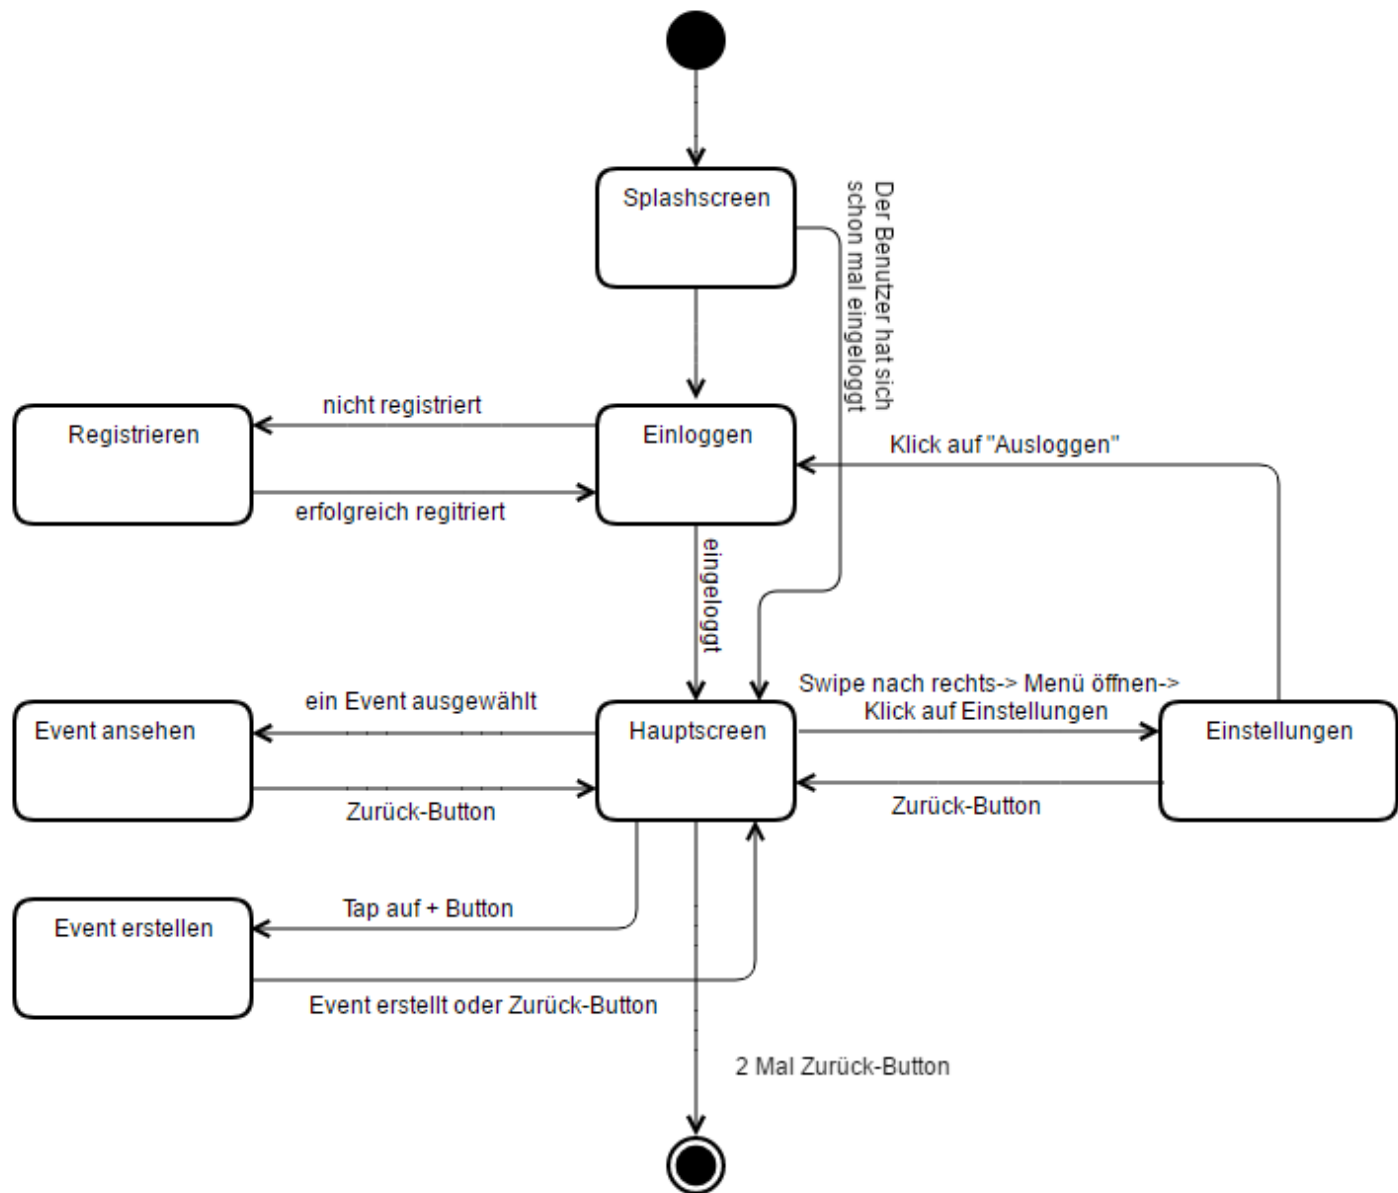 Splashscreen
Der Benutzer hat sich
schon mal eingeloggt
nicht registriert
Registrieren
Einloggen
Klick auf "Ausloggen"
erfolgreich regitriert
eingeloggt
Swipe nach rechts-> Menü öffnen->
Klick auf Einstellungen
ein Event ausgewählt
Event ansehen
Hauptscreen
Einstellungen
Zurück-Button
Zurück-Button
Tap auf + Button
Event erstellen
Event erstellt oder Zurück-Button
2 Mal Zurück-Button